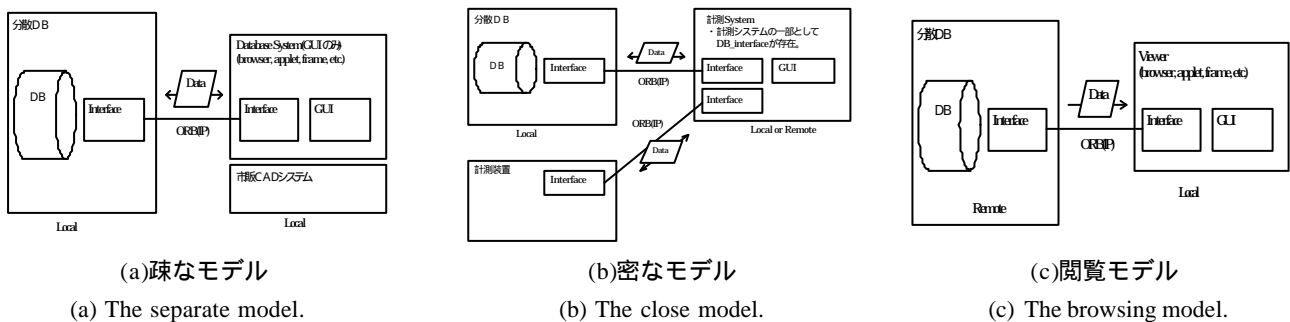 分散DB
DB
Interface
Data
ORB(IP)
Database System(GUIのみ)
(browser, applet, frame, etc.)
Interface
GUI
市販CADシステム
Local
Local
(a)疎なモデル
(a) The separate model.
分散DB
DB
Interface
Data
ORB(IP)
計測System
・計測システムの一部として
DB_interfaceが存在。
Interface
GUI
Interface
Local
ORB(IP)
Local or Remote
Data
計測装置
Interface
(b)密なモデル
(b) The close model.
分散DB
DB
Interface
Data
ORB(IP)
Viewer
(browser, applet, frame, etc.)
Interface
GUI
Remote
Local
(c)閲覧モデル
(c) The browsing model.